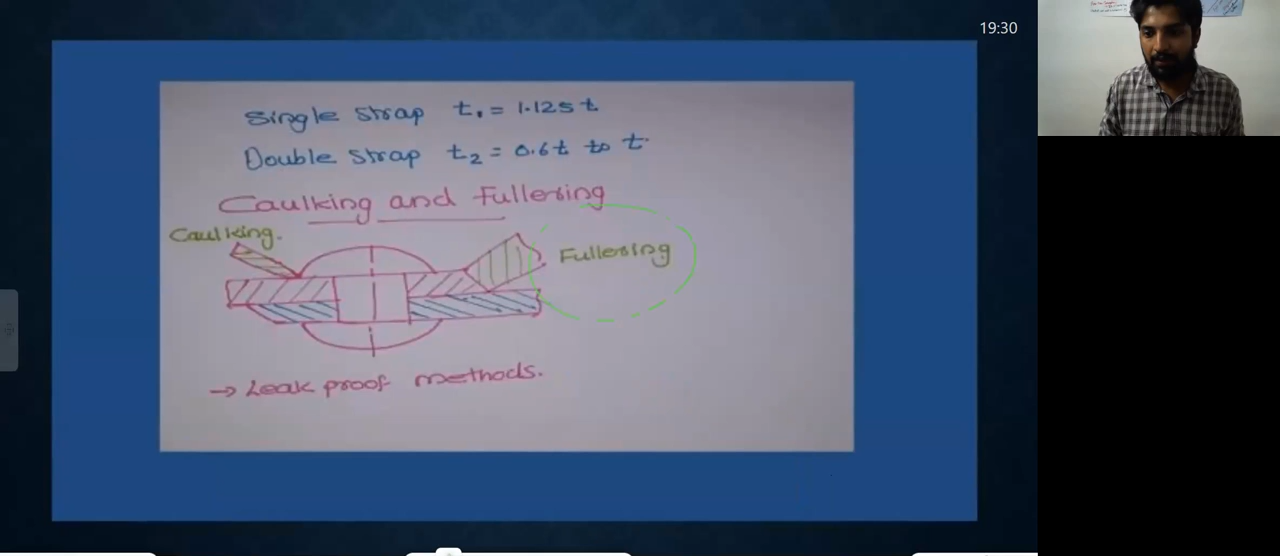 19:30
Single strap t₁ = 1.125 t
Double strap t₂ = 0.6t to t
Caulking and Fullering
Caulking.
Fullering
→ Leak proof methods.